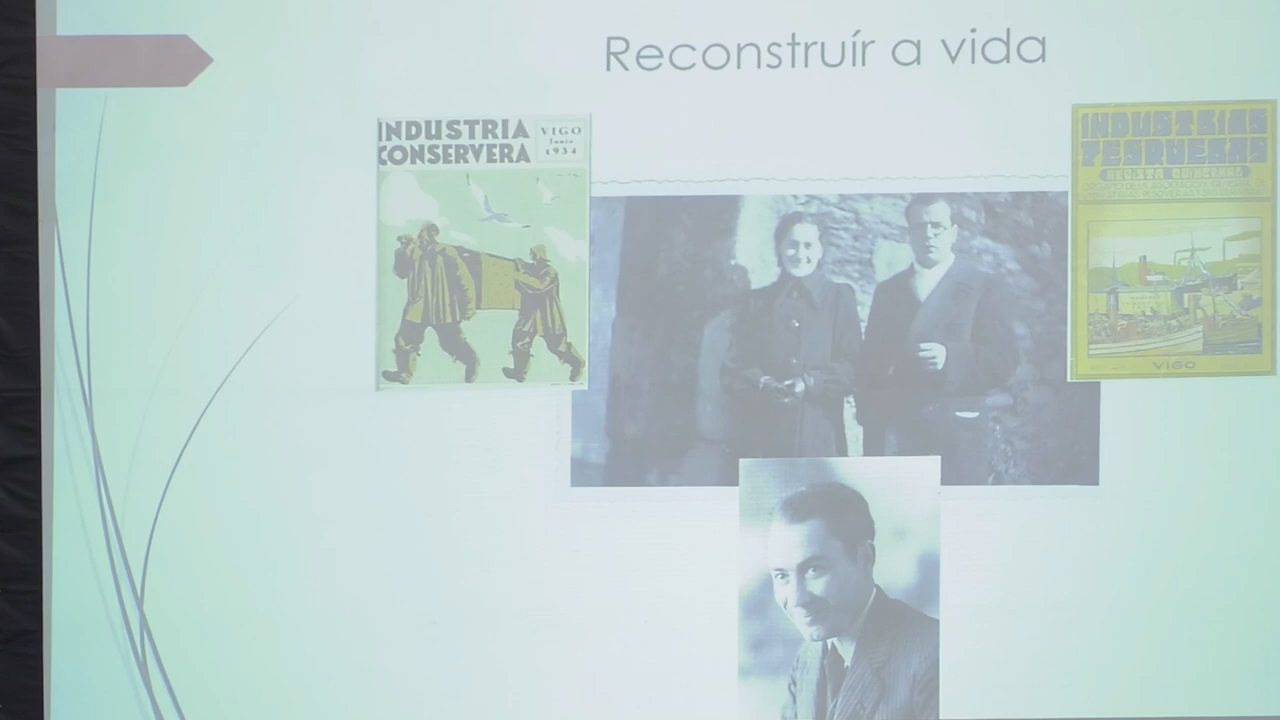 Reconstruír a vida
INDUSTRIA
CONSERVERA
VIGO
Junio
1934
INDUSTRIAS
PESQUERAS
REVISTA QUINCENAL
VIGO